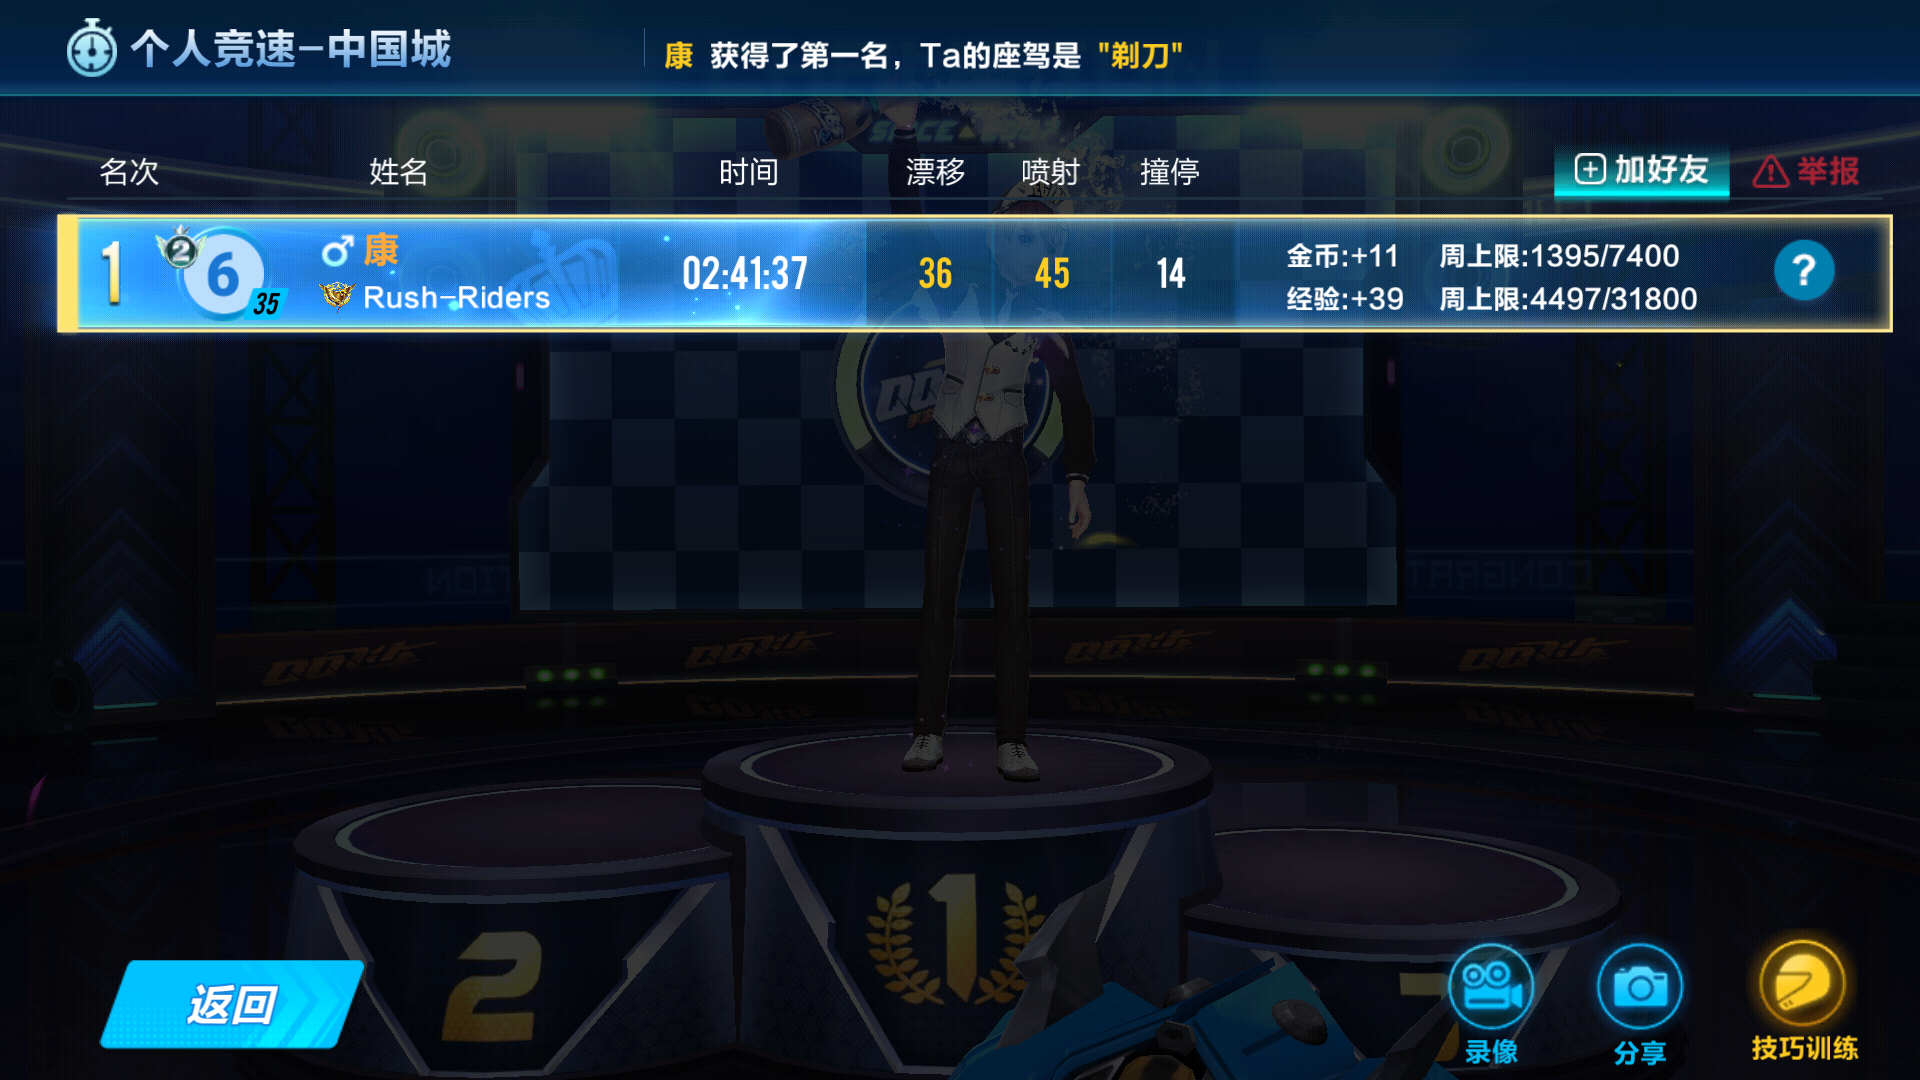 个人竞速-中国城
康 获得了第一名，Ta的座驾是 "剃刀"
名次 姓名 时间 漂移 喷射 撞停 加好友 举报
1 2 6 35 康 02:41:37 36 45 14 金币:+11 周上限:1395/7400 ?
Rush-Riders 经验:+39 周上限:4497/31800
2 1
返回 录像 分享 技巧训练